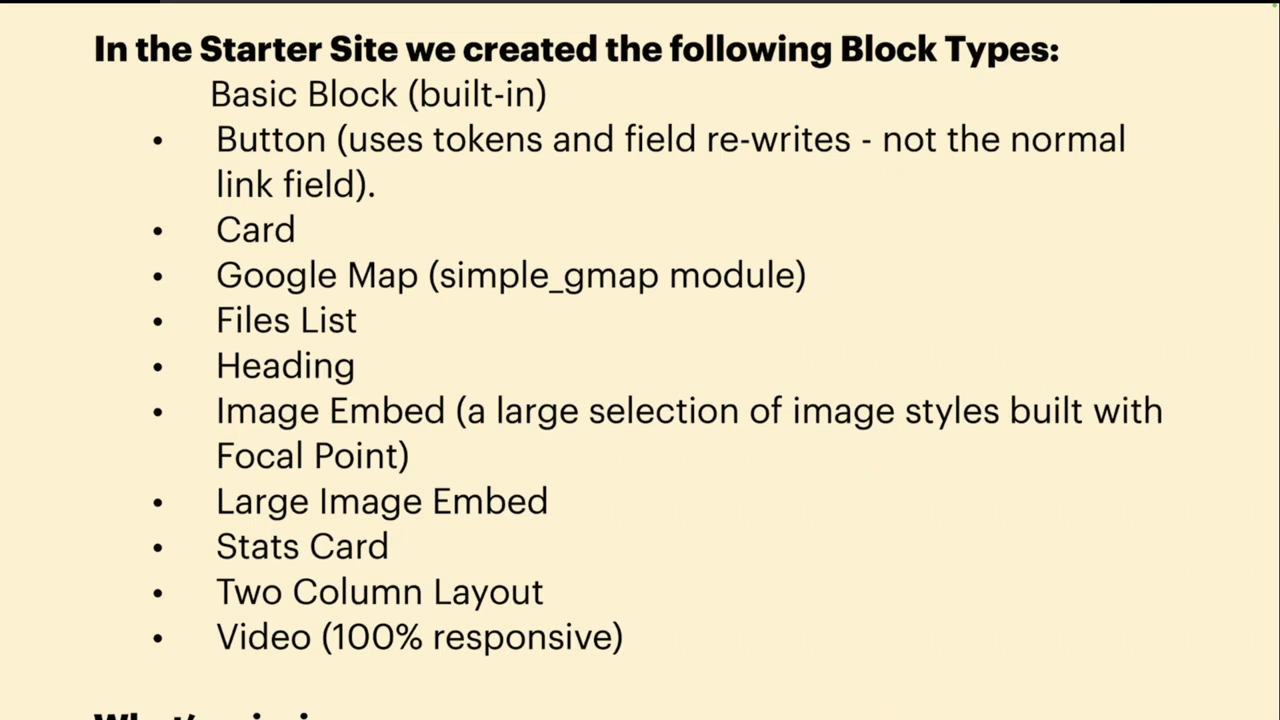 In the Starter Site we created the following Block Types:
Basic Block (built-in)
• Button (uses tokens and field re-writes - not the normal
link field).
• Card
• Google Map (simple_gmap module)
• Files List
• Heading
• Image Embed (a large selection of image styles built with
Focal Point)
• Large Image Embed
• Stats Card
• Two Column Layout
• Video (100% responsive)